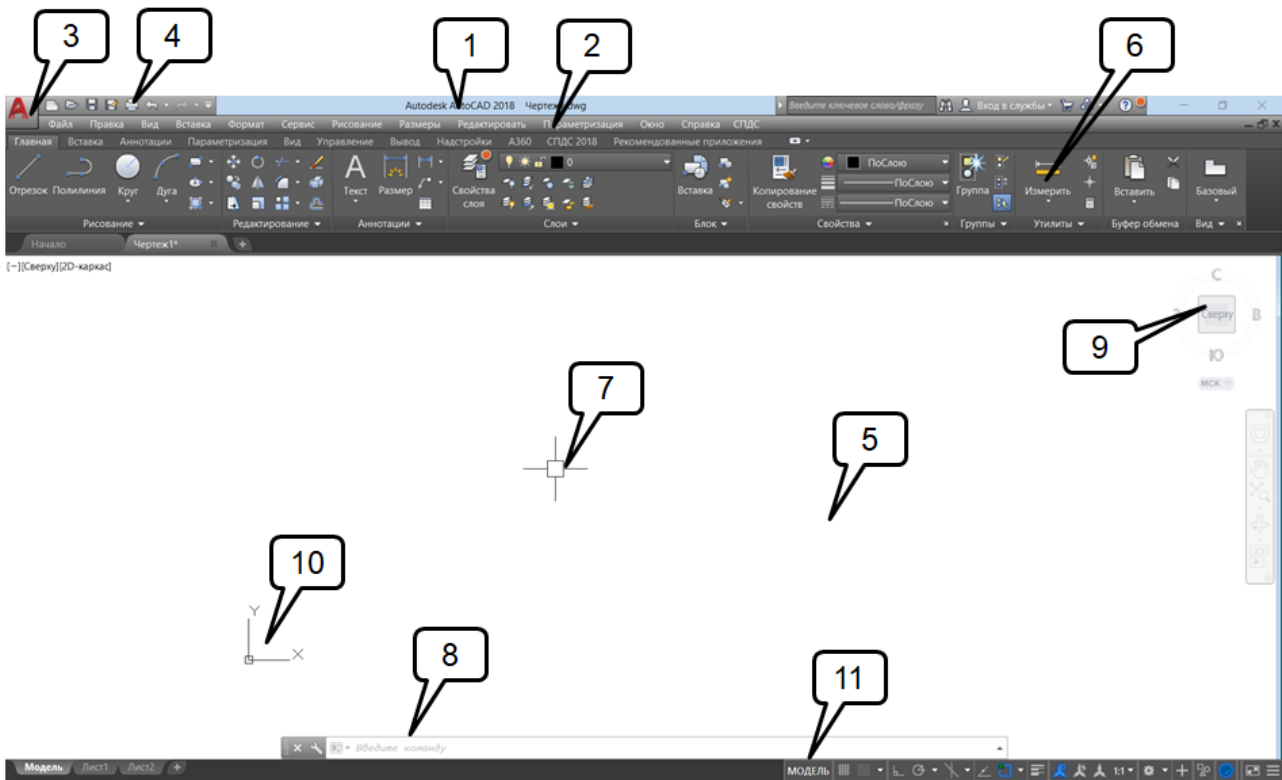 3 4 1 2 6
Autodesk AutoCAD 2018 Чертеж1.dwg
Введите ключевое слово/фразу
Вход в службы
Файл Правка Вид Вставка Формат Сервис Рисование Размеры Редактировать Параметризация Окно Справка СПДС
Главная Вставка Аннотации Параметризация Вид Управление Вывод Надстройки A360 СПДС 2018 Рекомендованные приложения
0
ПоСлою
Отрезок Полилиния Круг Дуга
Текст Размер
Свойства
слоя
Вставка
Копирование
свойств
ПоСлою
ПоСлою
Группа
Измерить
Вставить
Базовый
Рисование Редактирование Аннотации Слои Блок Свойства Группы Утилиты Буфер обмена Вид
Начало Чертеж1*
[−][Сверху][2D-каркас]
С
Сверху
В
9
Ю
МСК
7
5
10
Y
X
8
11
Введите команду
Модель Лист1 Лист2 +
МОДЕЛЬ
1:1